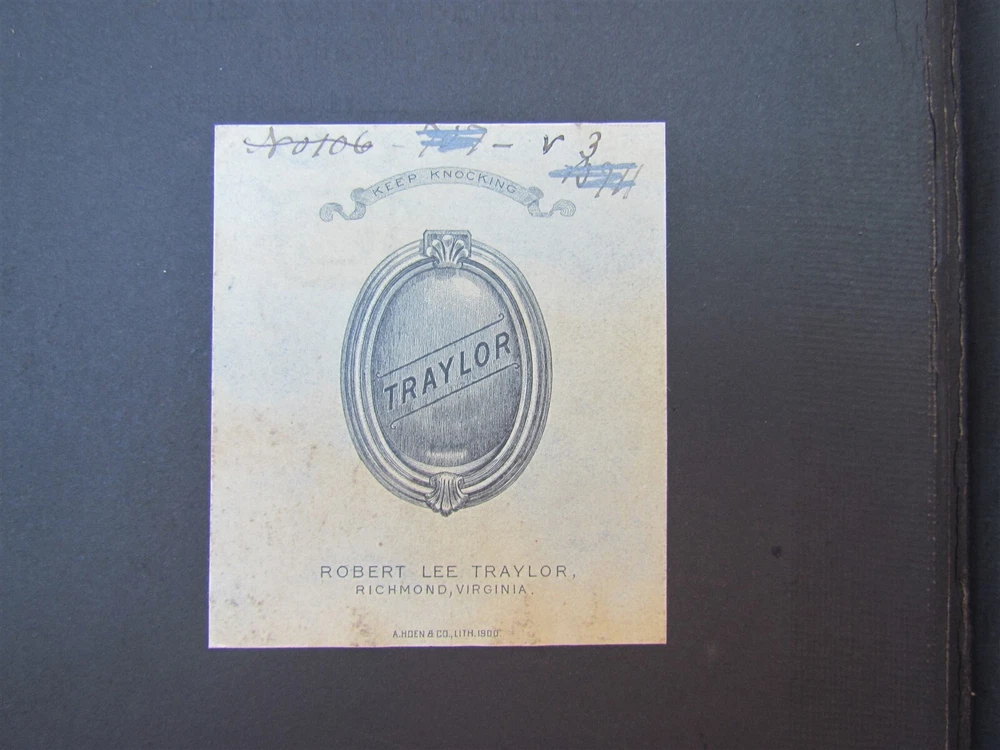 No106 - - v 3
KEEP KNOCKING
TRAYLOR
ROBERT LEE TRAYLOR,
RICHMOND, VIRGINIA.
A. HOEN & CO., LITH. 1900